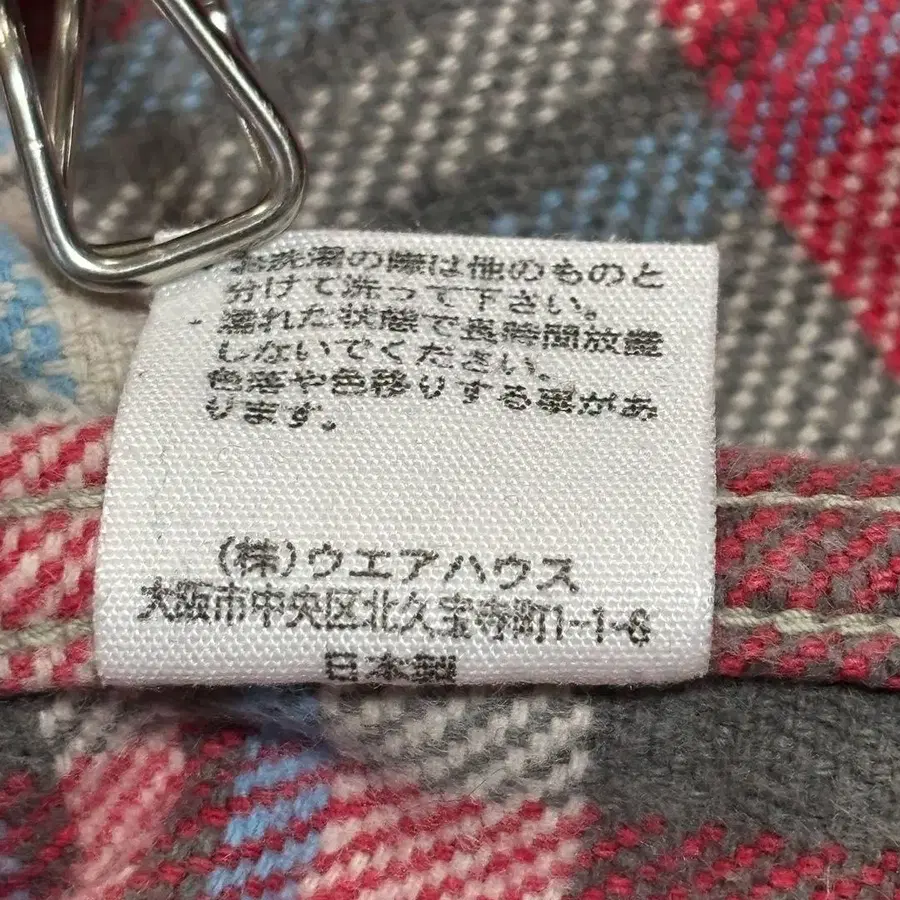 お洗濯の際は他のものと
分けて洗って下さい。
濡れた状態で長時間放置
しないでください。
色落や色移りする事があ
ります。
(株)ウエアハウス
大阪市中央区北久宝寺町1-1-6
日本製